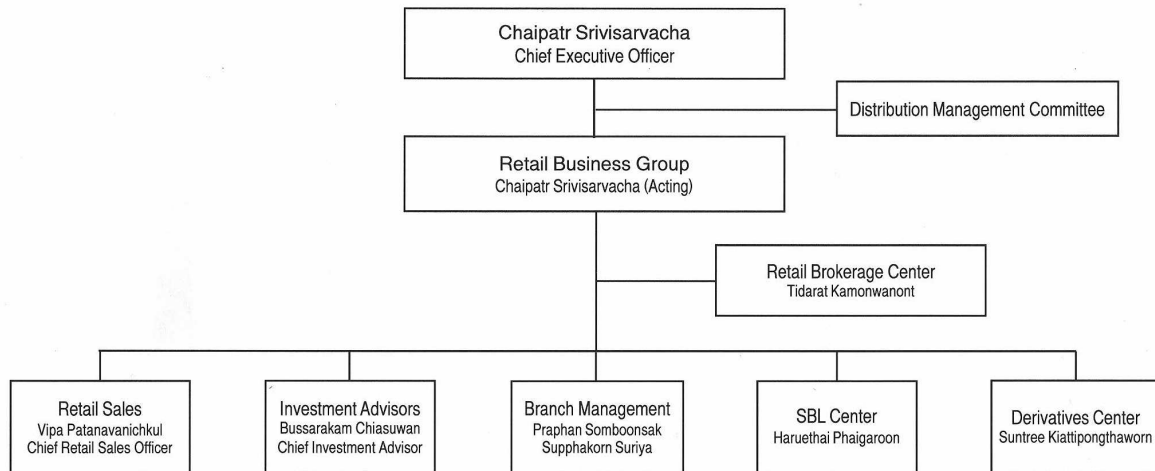 Chaipatr Srivisarvacha
Chief Executive Officer
Distribution Management Committee
Retail Business Group
Chaipatr Srivisarvacha (Acting)
Retail Brokerage Center
Tidarat Kamonwanont
Retail Sales
Vipa Patanavanichkul
Chief Retail Sales Officer
Investment Advisors
Bussarakam Chiasuwan
Chief Investment Advisor
Branch Management
Praphan Somboonsak
Supphakorn Suriya
SBL Center
Haruethai Phaigaroon
Derivatives Center
Suntree Kiattipongthaworn